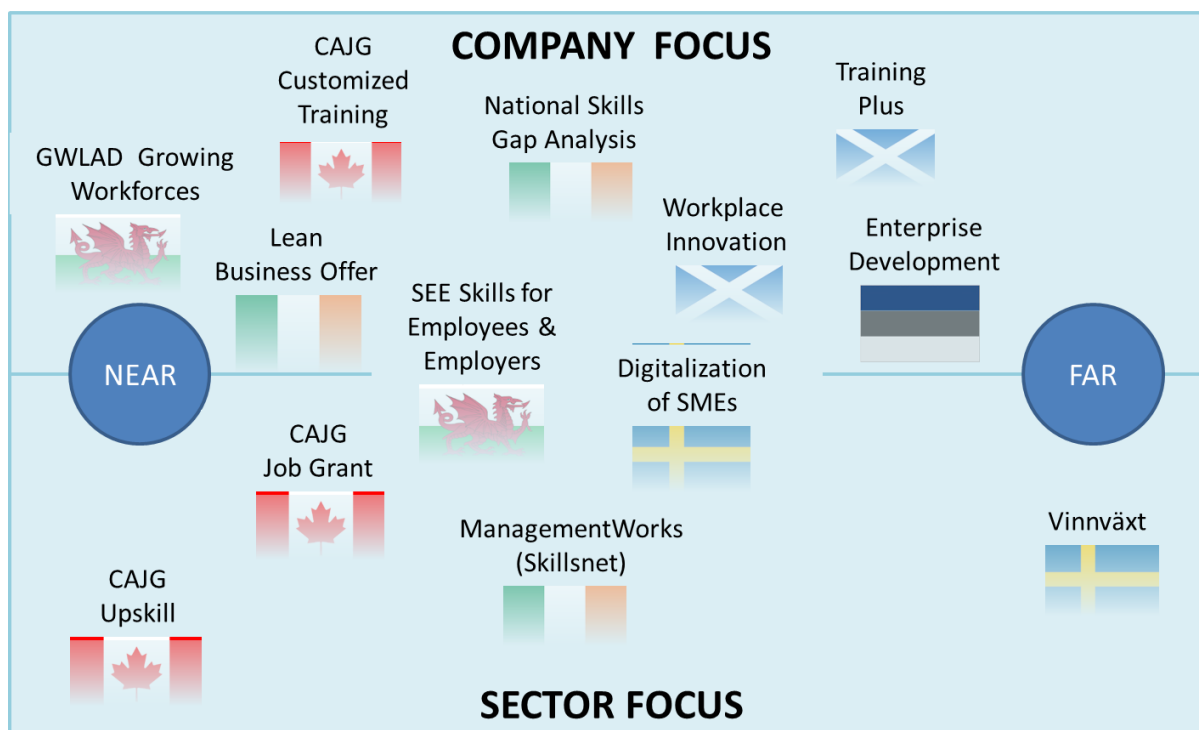 COMPANY FOCUS
CAJG
Customized
Training
National Skills
Gap Analysis
Training
Plus
GWLAD Growing
Workforces
Lean
Business Offer
Workplace
Innovation
Enterprise
Development
SEE Skills for
Employees &
Employers
NEAR
Digitalization
of SMEs
FAR
CAJG
Job Grant
ManagementWorks
(Skillsnet)
Vinnväxt
CAJG
Upskill
SECTOR FOCUS